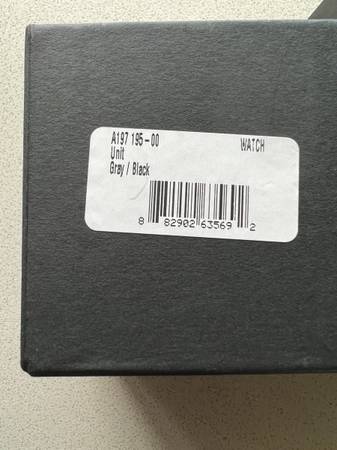 A197 195-00 WATCH
Unit
Gray / Black
8 82902 63569 2